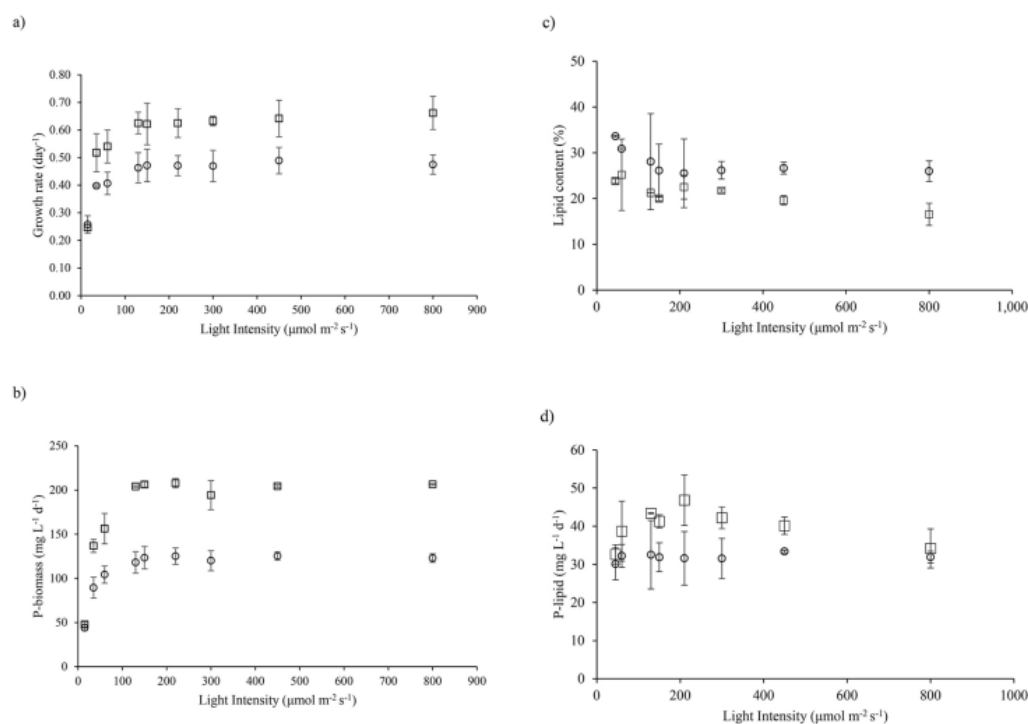 a)
0.80
0.70
0.60
0.50
0.40
0.30
0.20
0.10
0.00
Growth rate (day⁻¹)
0 100 200 300 400 500 600 700 800 900
Light Intensity (μmol m⁻² s⁻¹)
b)
250
200
150
100
50
0
P-biomass (mg L⁻¹ d⁻¹)
0 100 200 300 400 500 600 700 800 900
Light Intensity (μmol m⁻² s⁻¹)
c)
50
40
30
20
10
0
Lipid content (%)
0 200 400 600 800 1,000
Light Intensity (μmol m⁻² s⁻¹)
d)
60
50
40
30
20
10
0
P-lipid (mg L⁻¹ d⁻¹)
0 200 400 600 800 1000
Light Intensity (μmol m⁻² s⁻¹)